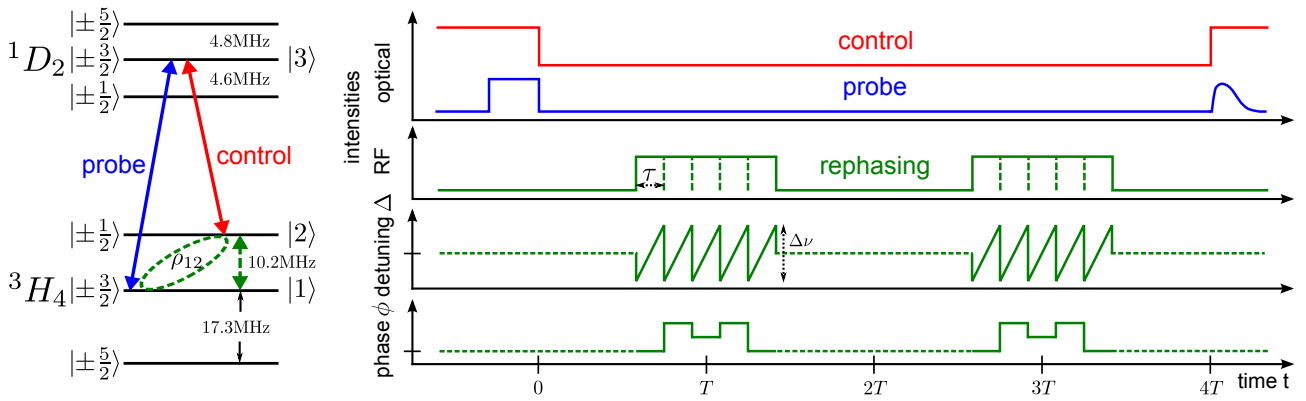 |±5/2⟩
4.8MHz
¹D₂ |±3/2⟩ |3⟩
4.6MHz
|±1/2⟩
probe
control
|±1/2⟩ |2⟩
ρ₁₂
10.2MHz
³H₄ |±3/2⟩ |1⟩
17.3MHz
|±5/2⟩
intensities
optical
control
probe
RF
τ
rephasing
detuning Δ
Δν
phase ϕ
0
T
2T
3T
4T
time t